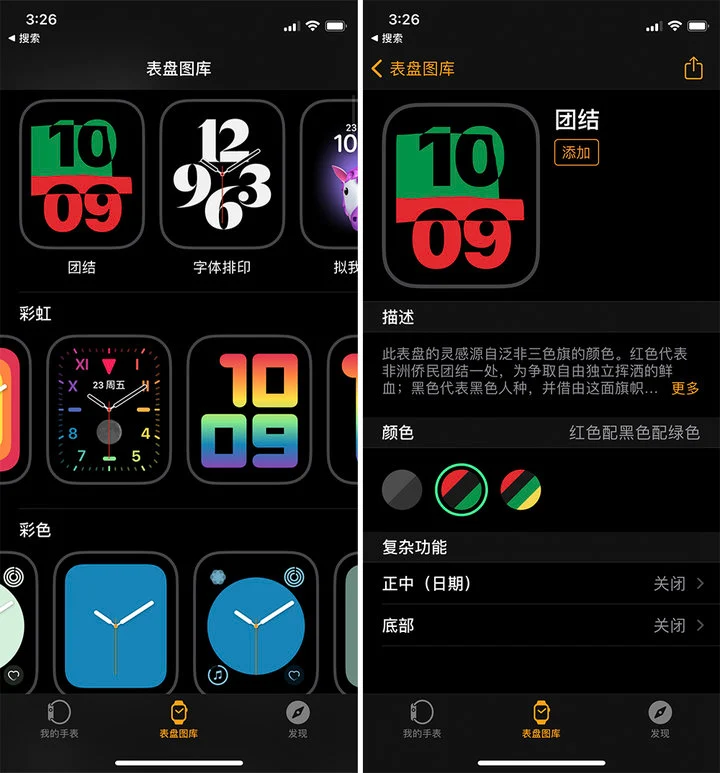 3:26
◀ 搜索
表盘图库
10
09
12
9 3
6
23
10
团结
字体排印
拟我
彩虹
XI I
X 23 周五 II
8 4
7 5
10
09
彩色
我的手表
表盘图库
发现
3:26
◀ 搜索
表盘图库
10
09
团结
添加
描述
此表盘的灵感源自泛非三色旗的颜色。红色代表
非洲侨民团结一处，为争取自由独立挥洒的鲜
血；黑色代表黑色人种，并借由这面旗帜... 更多
颜色 红色配黑色配绿色
复杂功能
正中（日期） 关闭
底部 关闭
我的手表
表盘图库
发现